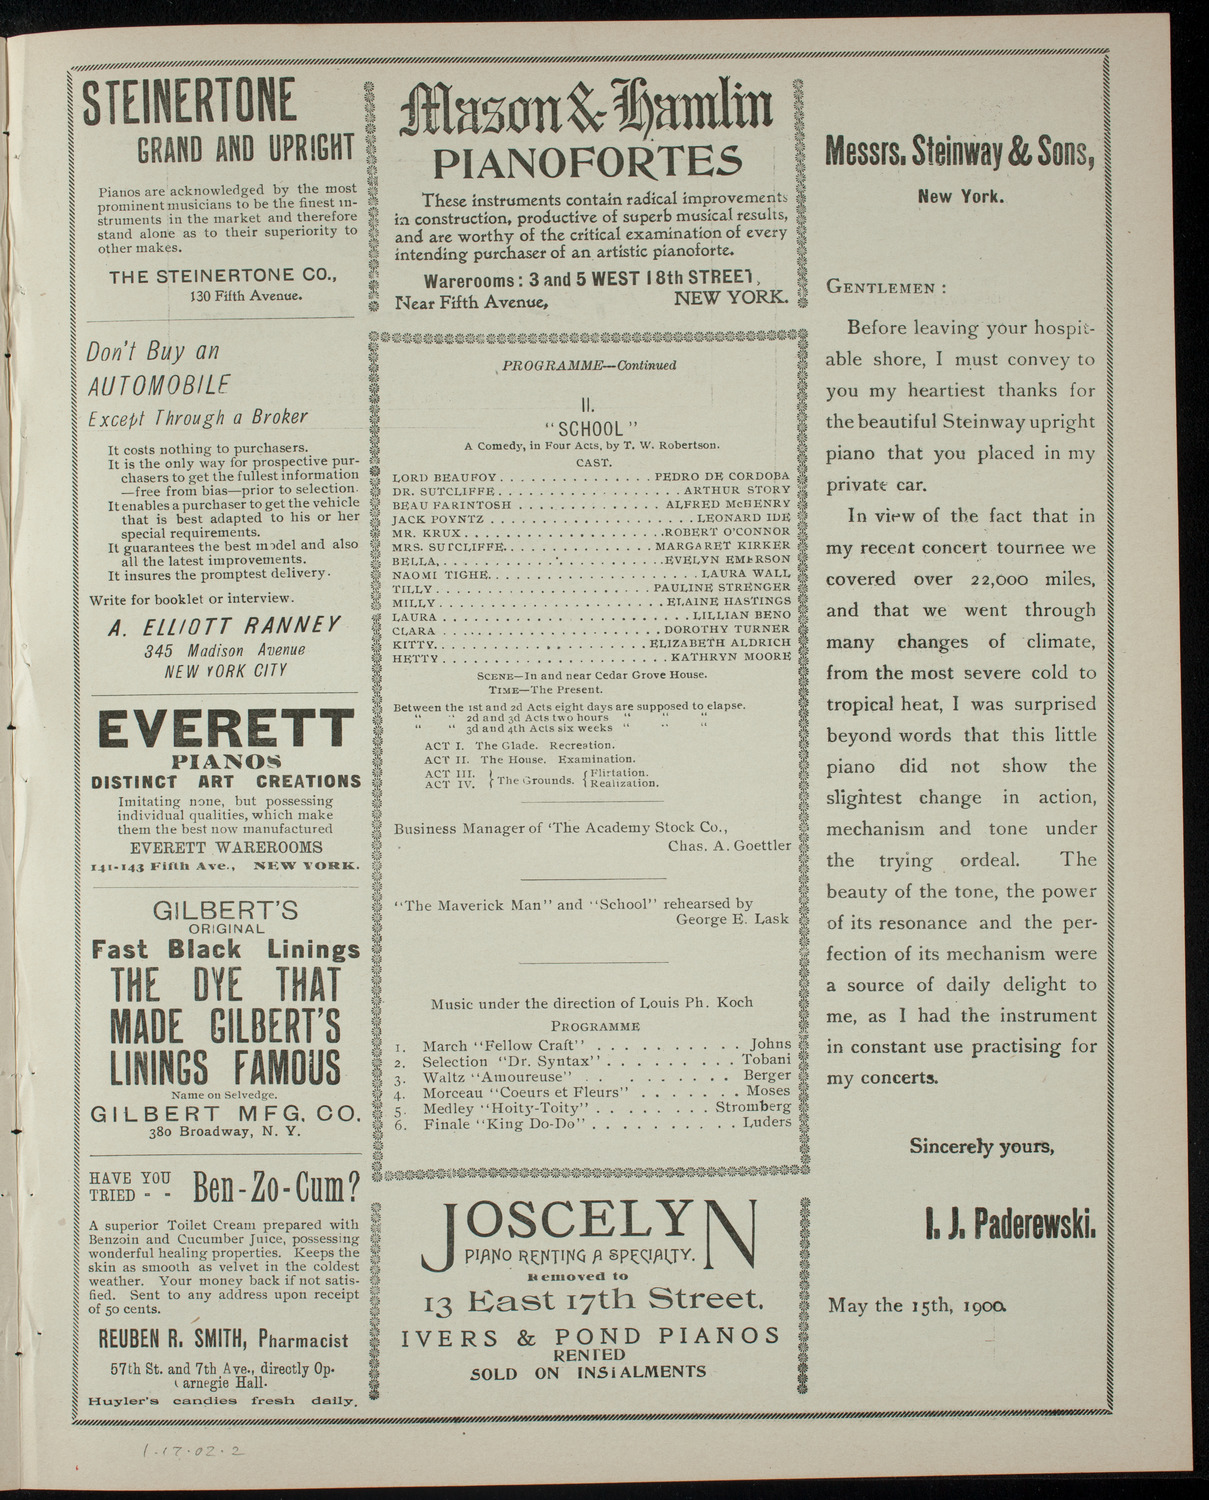 STEINERTONE
GRAND AND UPRIGHT
Pianos are acknowledged by the most
prominent musicians to be the finest in-
struments in the market and therefore
stand alone as to their superiority to
other makes.
THE STEINERTONE CO.,
130 Fifth Avenue.
Don't Buy an
AUTOMOBILE
Except Through a Broker
It costs nothing to purchasers.
It is the only way for prospective pur-
chasers to get the fullest information
—free from bias—prior to selection.
It enables a purchaser to get the vehicle
that is best adapted to his or her
special requirements.
It guarantees the best model and also
all the latest improvements.
It insures the promptest delivery.
Write for booklet or interview.
A. ELLIOTT RANNEY
345 Madison Avenue
NEW YORK CITY
EVERETT
PIANOS
DISTINCT ART CREATIONS
Imitating none, but possessing
individual qualities, which make
them the best now manufactured
EVERETT WAREROOMS
141-143 Fifth Ave., NEW YORK.
GILBERT'S
ORIGINAL
Fast Black Linings
THE DYE THAT
MADE GILBERT'S
LININGS FAMOUS
Name on Selvedge.
GILBERT MFG. CO.
380 Broadway, N. Y.
HAVE YOU
TRIED - -
Ben-Zo-Cum?
A superior Toilet Cream prepared with
Benzoin and Cucumber Juice, possessing
wonderful healing properties. Keeps the
skin as smooth as velvet in the coldest
weather. Your money back if not satis-
fied. Sent to any address upon receipt
of 50 cents.
REUBEN R. SMITH, Pharmacist
57th St. and 7th Ave., directly Op.
Carnegie Hall.
Huyler's candies fresh daily.
Mason & Hamlin
PIANOFORTES
These instruments contain radical improvements
in construction, productive of superb musical results,
and are worthy of the critical examination of every
intending purchaser of an artistic pianoforte.
Warerooms: 3 and 5 WEST 18th STREET,
Near Fifth Avenue, NEW YORK.
PROGRAMME—Continued
II.
"SCHOOL"
A Comedy, in Four Acts, by T. W. Robertson.
CAST.
LORD BEAUFOY . . . . . . . . . . . . . . . PEDRO DE CORDOBA
DR. SUTCLIFFE . . . . . . . . . . . . . . . . . . ARTHUR STORY
BEAU FARINTOSH . . . . . . . . . . . . . . ALFRED McHENRY
JACK POYNTZ . . . . . . . . . . . . . . . . . . . . LEONARD IDE
MR. KRUX . . . . . . . . . . . . . . . . . . . . ROBERT O'CONNOR
MRS. SUTCLIFFE . . . . . . . . . . . . . . . MARGARET KIRKER
BELLA, . . . . . . . . . . . . . . . . . . . . . . EVELYN EMERSON
NAOMI TIGHE . . . . . . . . . . . . . . . . . . . . . LAURA WALL
TILLY . . . . . . . . . . . . . . . . . . . . . PAULINE STRENGER
MILLY . . . . . . . . . . . . . . . . . . . . . . ELAINE HASTINGS
LAURA . . . . . . . . . . . . . . . . . . . . . . . . . LILLIAN BENO
CLARA . . . . . . . . . . . . . . . . . . . . . . DOROTHY TURNER
KITTY . . . . . . . . . . . . . . . . . . . . . ELIZABETH ALDRICH
HETTY . . . . . . . . . . . . . . . . . . . . . . . KATHRYN MOORE
SCENE—In and near Cedar Grove House.
TIME—The Present.
Between the 1st and 2d Acts eight days are supposed to elapse.
" " 2d and 3d Acts two hours " " "
" " 3d and 4th Acts six weeks " " "
ACT I. The Glade. Recreation.
ACT II. The House. Examination.
ACT III. } The Grounds. { Flirtation.
ACT IV. { Realization.
Business Manager of 'The Academy Stock Co.,
Chas. A. Goettler
"The Maverick Man" and "School" rehearsed by
George E. Lask
Music under the direction of Louis Ph. Koch
PROGRAMME
1. March "Fellow Craft" . . . . . . . . . . Johns
2. Selection "Dr. Syntax" . . . . . . . . . Tobani
3. Waltz "Amoureuse" . . . . . . . . . . Berger
4. Morceau "Coeurs et Fleurs" . . . . . . . Moses
5. Medley "Hoity-Toity" . . . . . . . . Stromberg
6. Finale "King Do-Do" . . . . . . . . . . Luders
JOSCELYN
PIANO RENTING A SPECIALTY.
Removed to
13 East 17th Street.
IVERS & POND PIANOS
RENTED
SOLD ON INSTALMENTS
Messrs. Steinway & Sons,
New York.
GENTLEMEN:
Before leaving your hospit-
able shore, I must convey to
you my heartiest thanks for
the beautiful Steinway upright
piano that you placed in my
private car.
In view of the fact that in
my recent concert tournee we
covered over 22,000 miles,
and that we went through
many changes of climate,
from the most severe cold to
tropical heat, I was surprised
beyond words that this little
piano did not show the
slightest change in action,
mechanism and tone under
the trying ordeal. The
beauty of the tone, the power
of its resonance and the per-
fection of its mechanism were
a source of daily delight to
me, as I had the instrument
in constant use practising for
my concerts.
Sincerely yours,
I. J. Paderewski.
May the 15th, 1900.
1.17.02.2